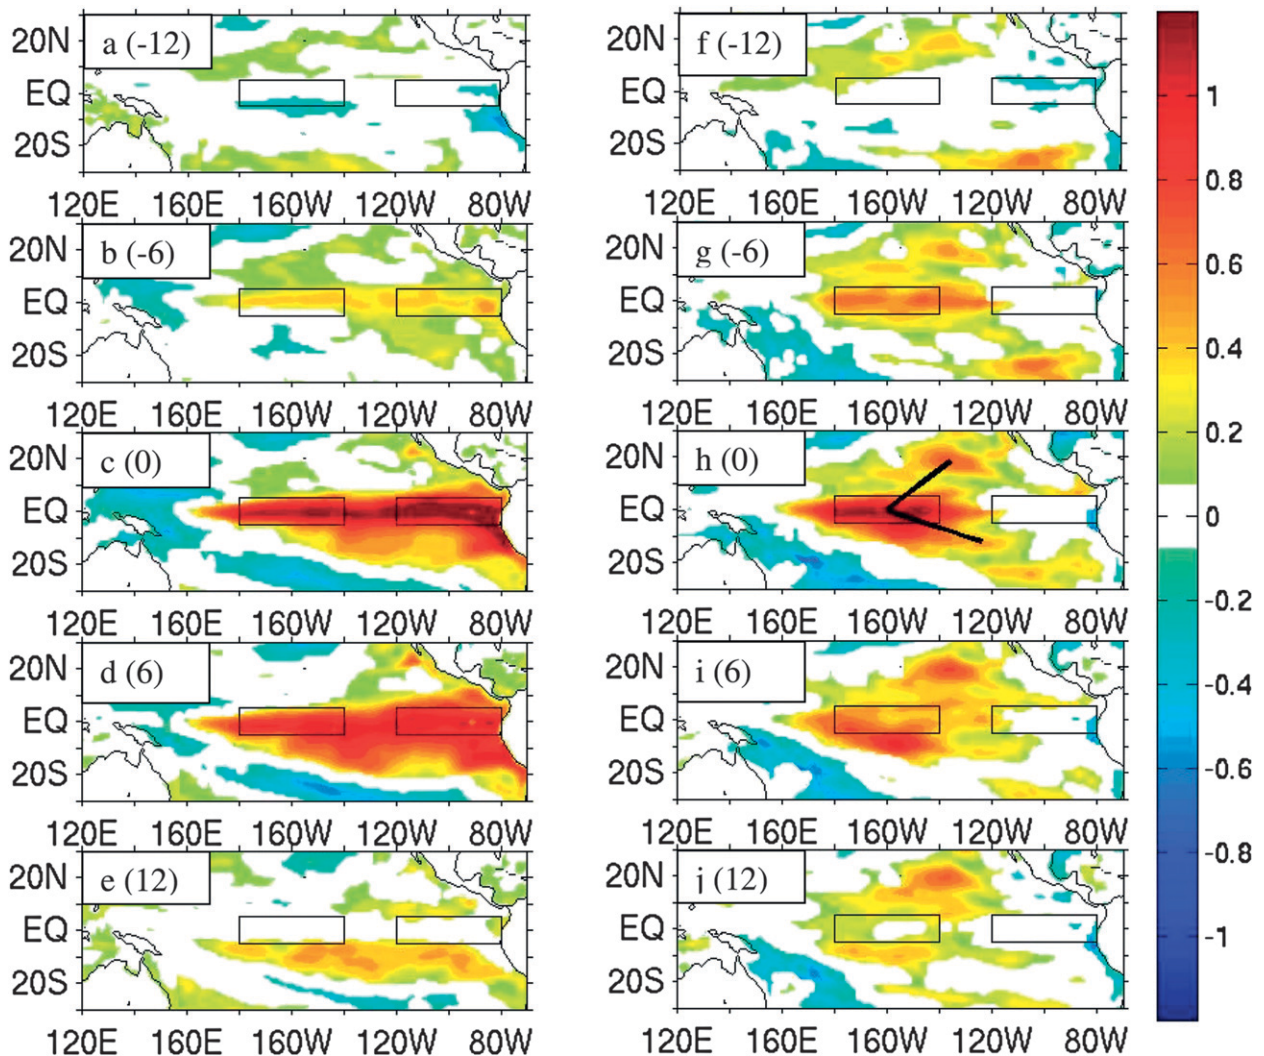 a (-12)
20N
EQ
20S
120E 160E 160W 120W 80W
b (-6)
20N
EQ
20S
120E 160E 160W 120W 80W
c (0)
20N
EQ
20S
120E 160E 160W 120W 80W
d (6)
20N
EQ
20S
120E 160E 160W 120W 80W
e (12)
20N
EQ
20S
120E 160E 160W 120W 80W
f (-12)
20N
EQ
20S
120E 160E 160W 120W 80W
g (-6)
20N
EQ
20S
120E 160E 160W 120W 80W
h (0)
20N
EQ
20S
120E 160E 160W 120W 80W
i (6)
20N
EQ
20S
120E 160E 160W 120W 80W
j (12)
20N
EQ
20S
120E 160E 160W 120W 80W
1
0.8
0.6
0.4
0.2
0
-0.2
-0.4
-0.6
-0.8
-1